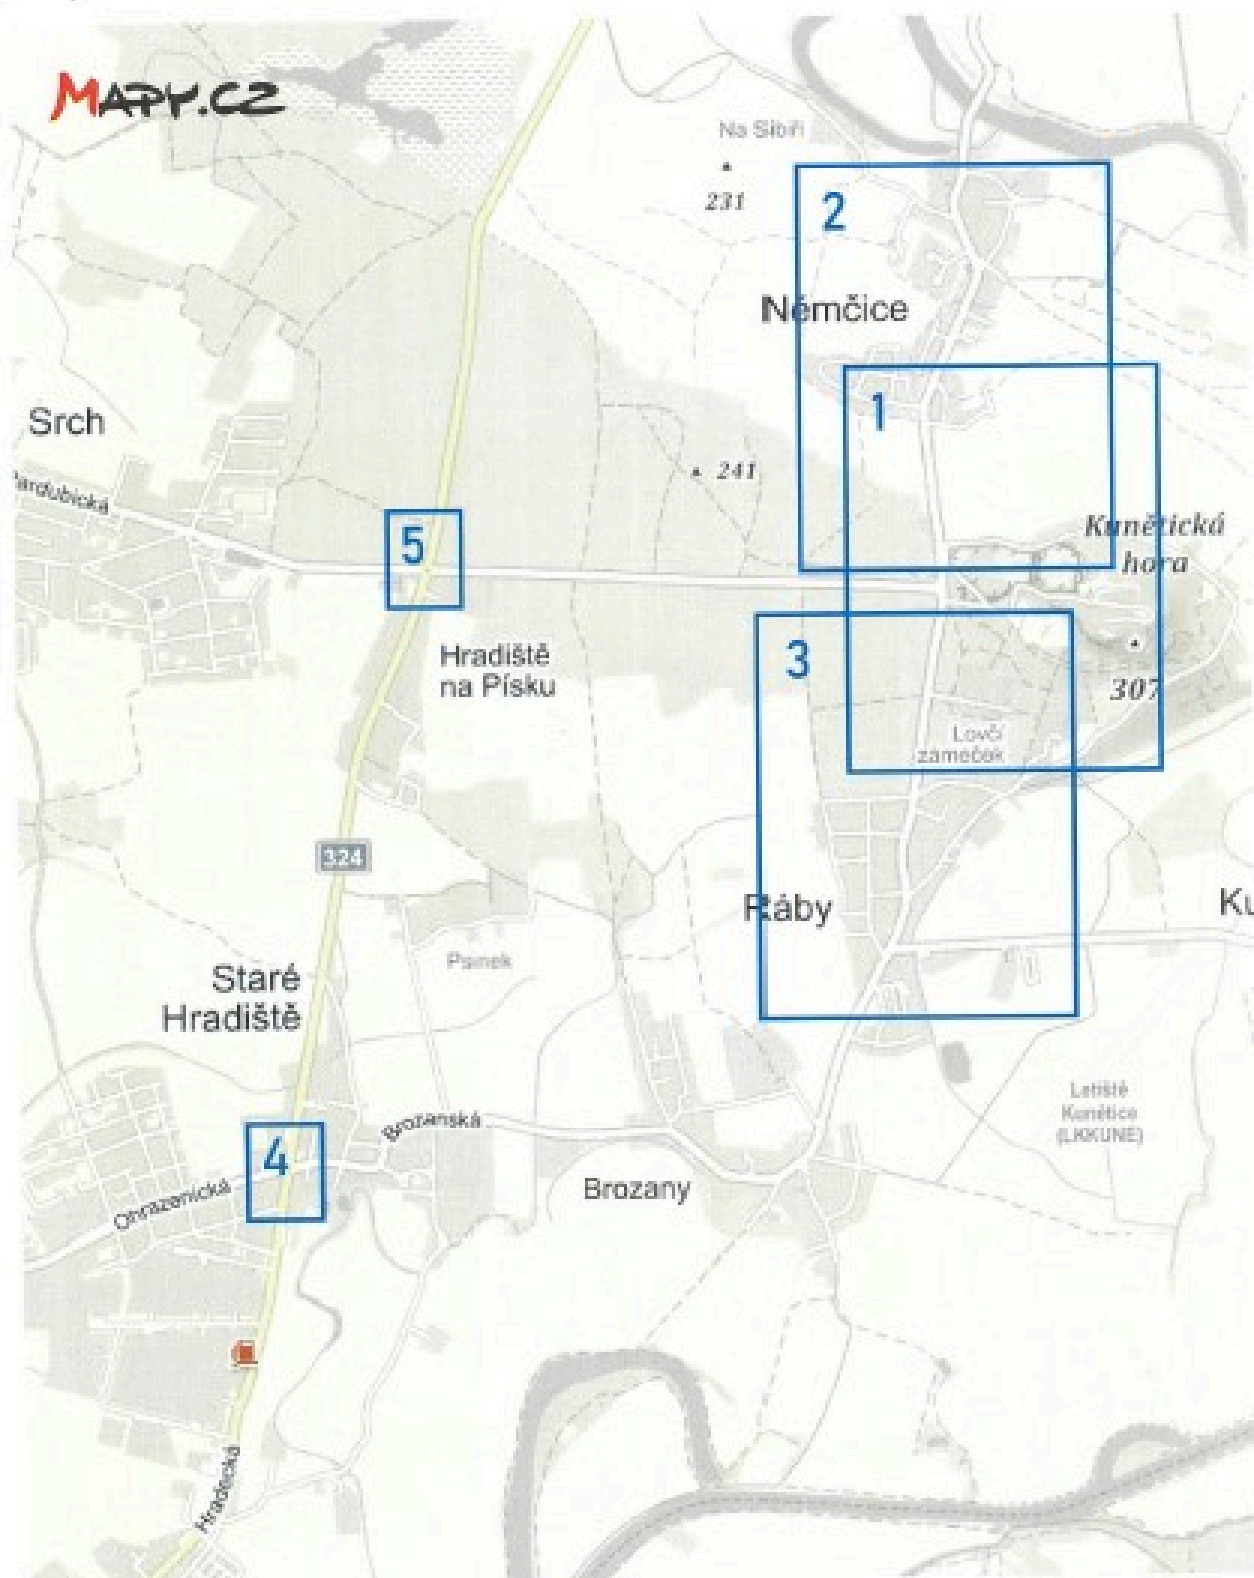 MAPY.CZ
Na Sibiři
231
2
Němčice
1
Srch
Pardubická
241
Kunětická
hora
5
Hradiště
na Písku
3
307
Lovčí
zámeček
324
Ráby
Ku
Psinek
Staré
Hradiště
Letiště
Kunětice
(LKKUNE)
Brozanská
4
Ohrazenická
Brozany
Hradecká